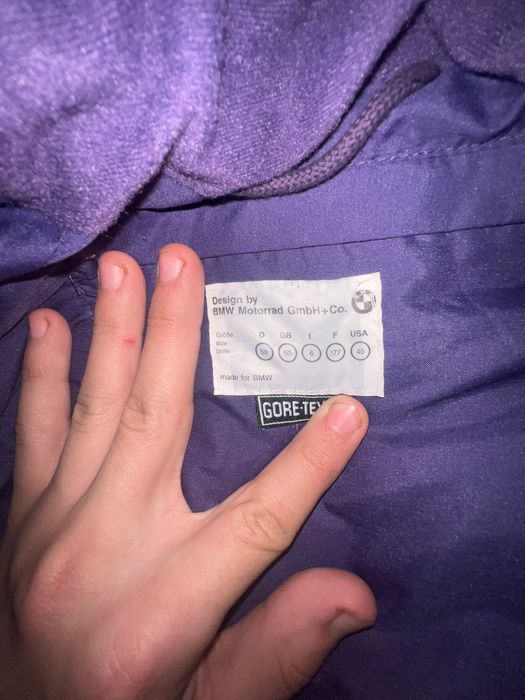 Design by
BMW Motorrad GmbH+Co.
Größe D GB I F USA
size
taille 50 50 6 177 40
made for BMW
GORE-TEX